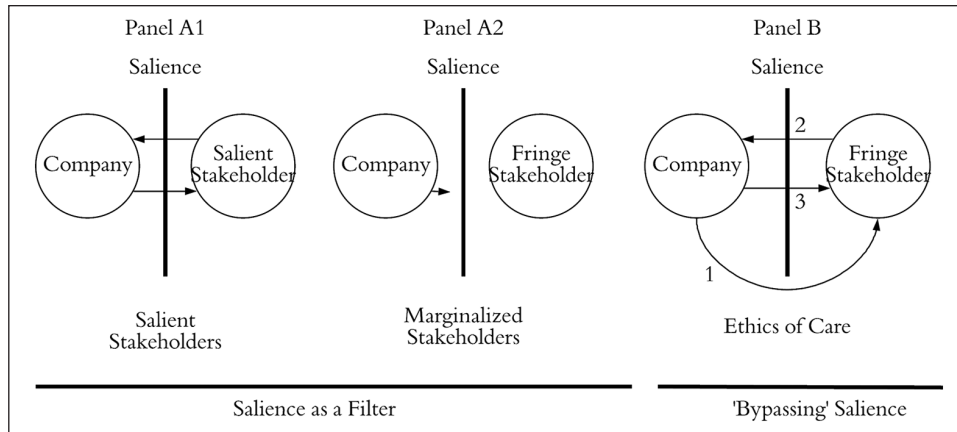 Panel A1
Panel A2
Panel B
Salience
Salience
Salience
Company
Salient
Stakeholder
Company
Fringe
Stakeholder
Company
2
3
Fringe
Stakeholder
1
Salient
Stakeholders
Marginalized
Stakeholders
Ethics of Care
Salience as a Filter
'Bypassing' Salience